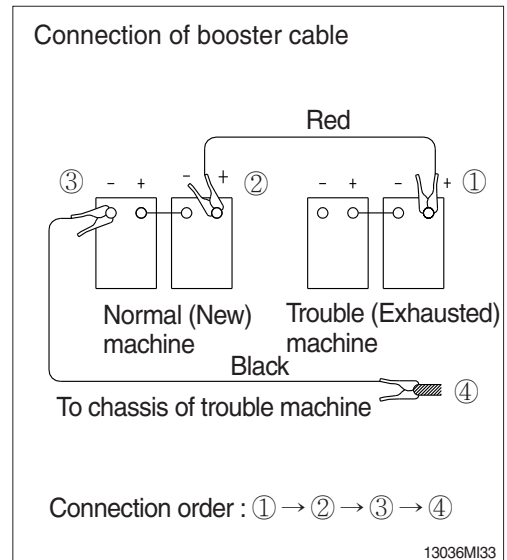 Connection of booster cable
Red
③ - + - + ② - + - + ①
Normal (New) Trouble (Exhausted)
machine machine
Black
To chassis of trouble machine ④
Connection order : ① → ② → ③ → ④
13036MI33